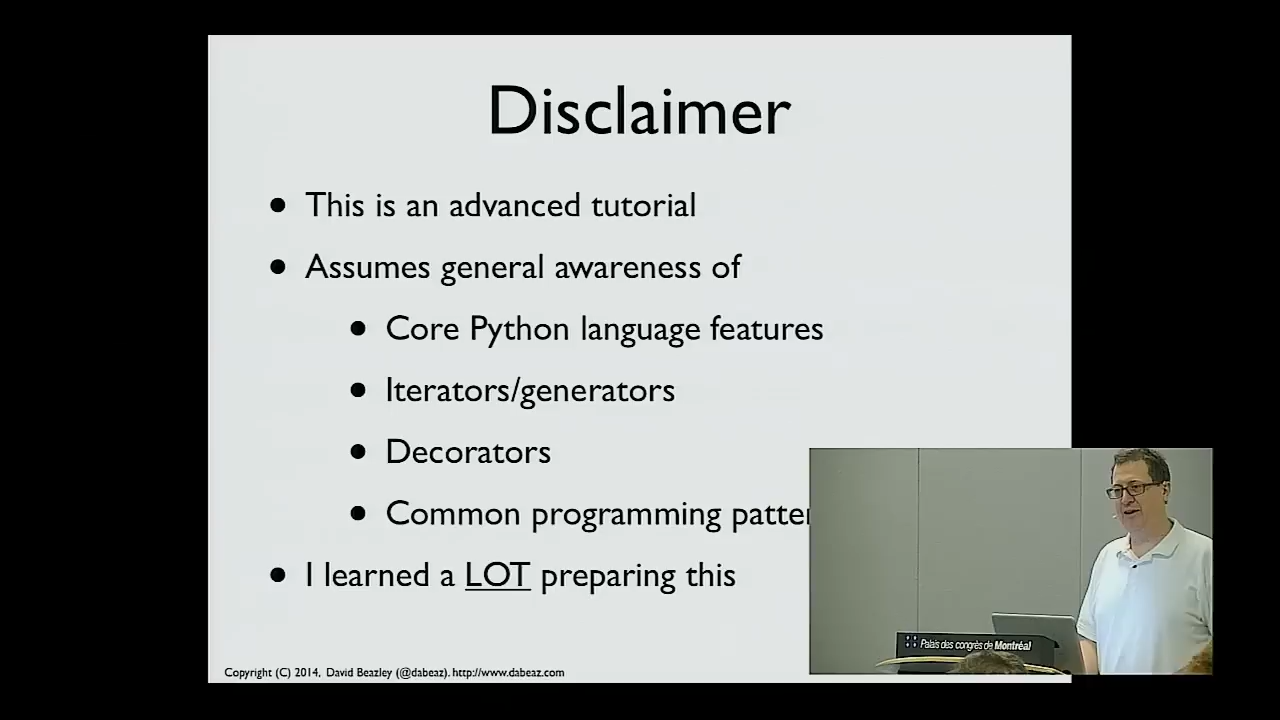 Disclaimer
• This is an advanced tutorial
• Assumes general awareness of
• Core Python language features
• Iterators/generators
• Decorators
• Common programming
• I learned a LOT preparing this
Copyright (C) 2014, David Beazley (@dabeaz). http://www.dabeaz.com
Palais des congrès de Montréal